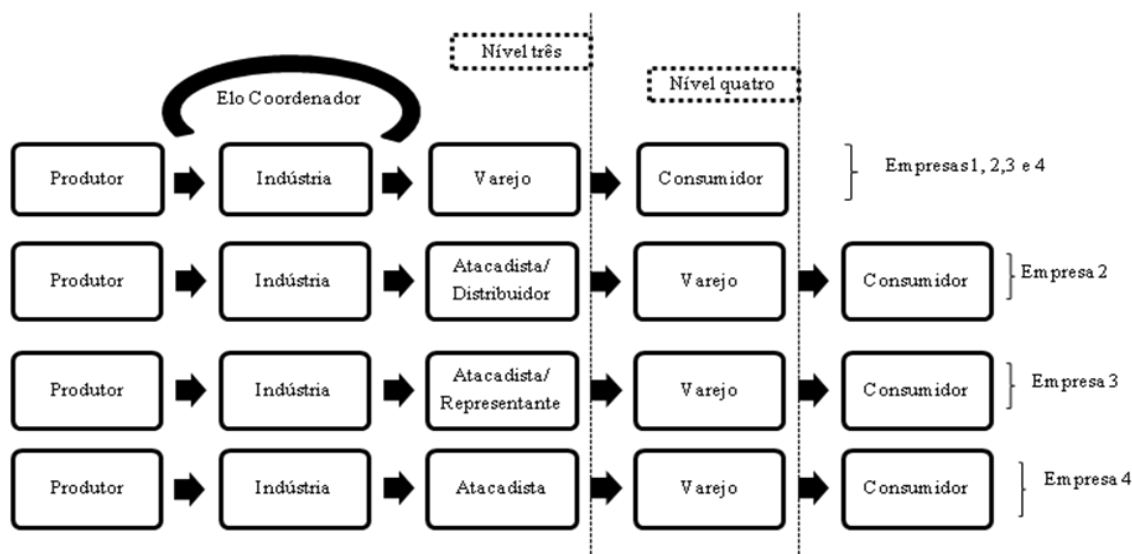 Nível três
Nível quatro
Elo Coordenador
Produtor
Indústria
Varejo
Consumidor
Empresas 1, 2,3 e 4
Produtor
Indústria
Atacadista/
Distribuidor
Varejo
Consumidor
Empresa 2
Produtor
Indústria
Atacadista/
Representante
Varejo
Consumidor
Empresa 3
Produtor
Indústria
Atacadista
Varejo
Consumidor
Empresa 4